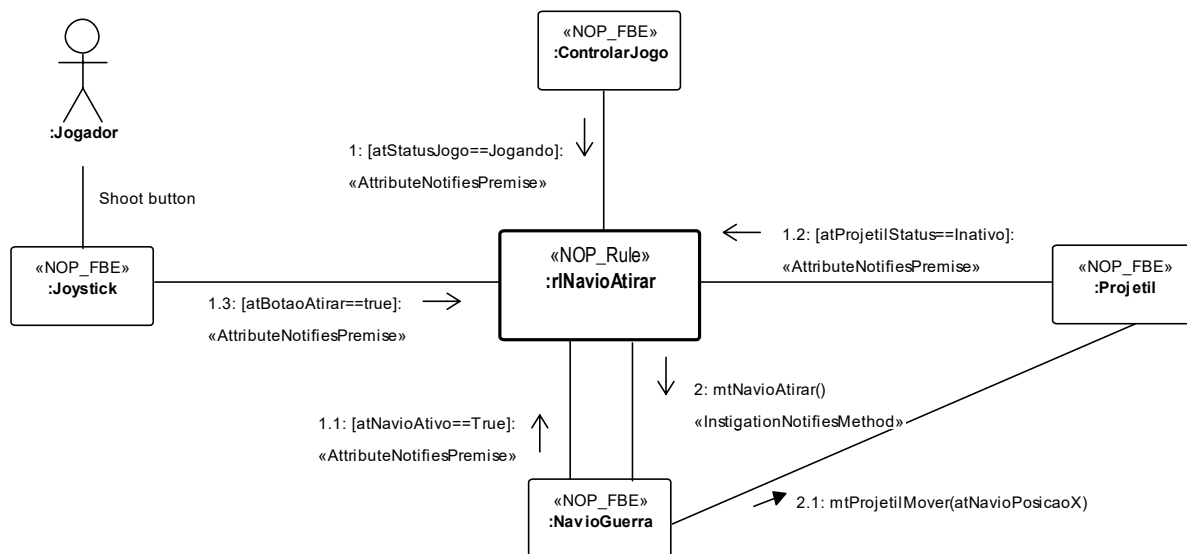 «NOP_FBE»
:ControlarJogo
:Jogador
1: [atStatusJogo==Jogando]:
«AttributeNotifiesPremise»
Shoot button
«NOP_Rule»
:rlNavioAtirar
1.2: [atProjetilStatus==Inativo]:
«AttributeNotifiesPremise»
«NOP_FBE»
:Joystick
«NOP_FBE»
:Projetil
1.3: [atBotaoAtirar==true]:
«AttributeNotifiesPremise»
2: mtNavioAtirar()
«InstigationNotifiesMethod»
1.1: [atNavioAtivo==True]:
«AttributeNotifiesPremise»
«NOP_FBE»
:NavioGuerra
2.1: mtProjetilMover(atNavioPosicaoX)